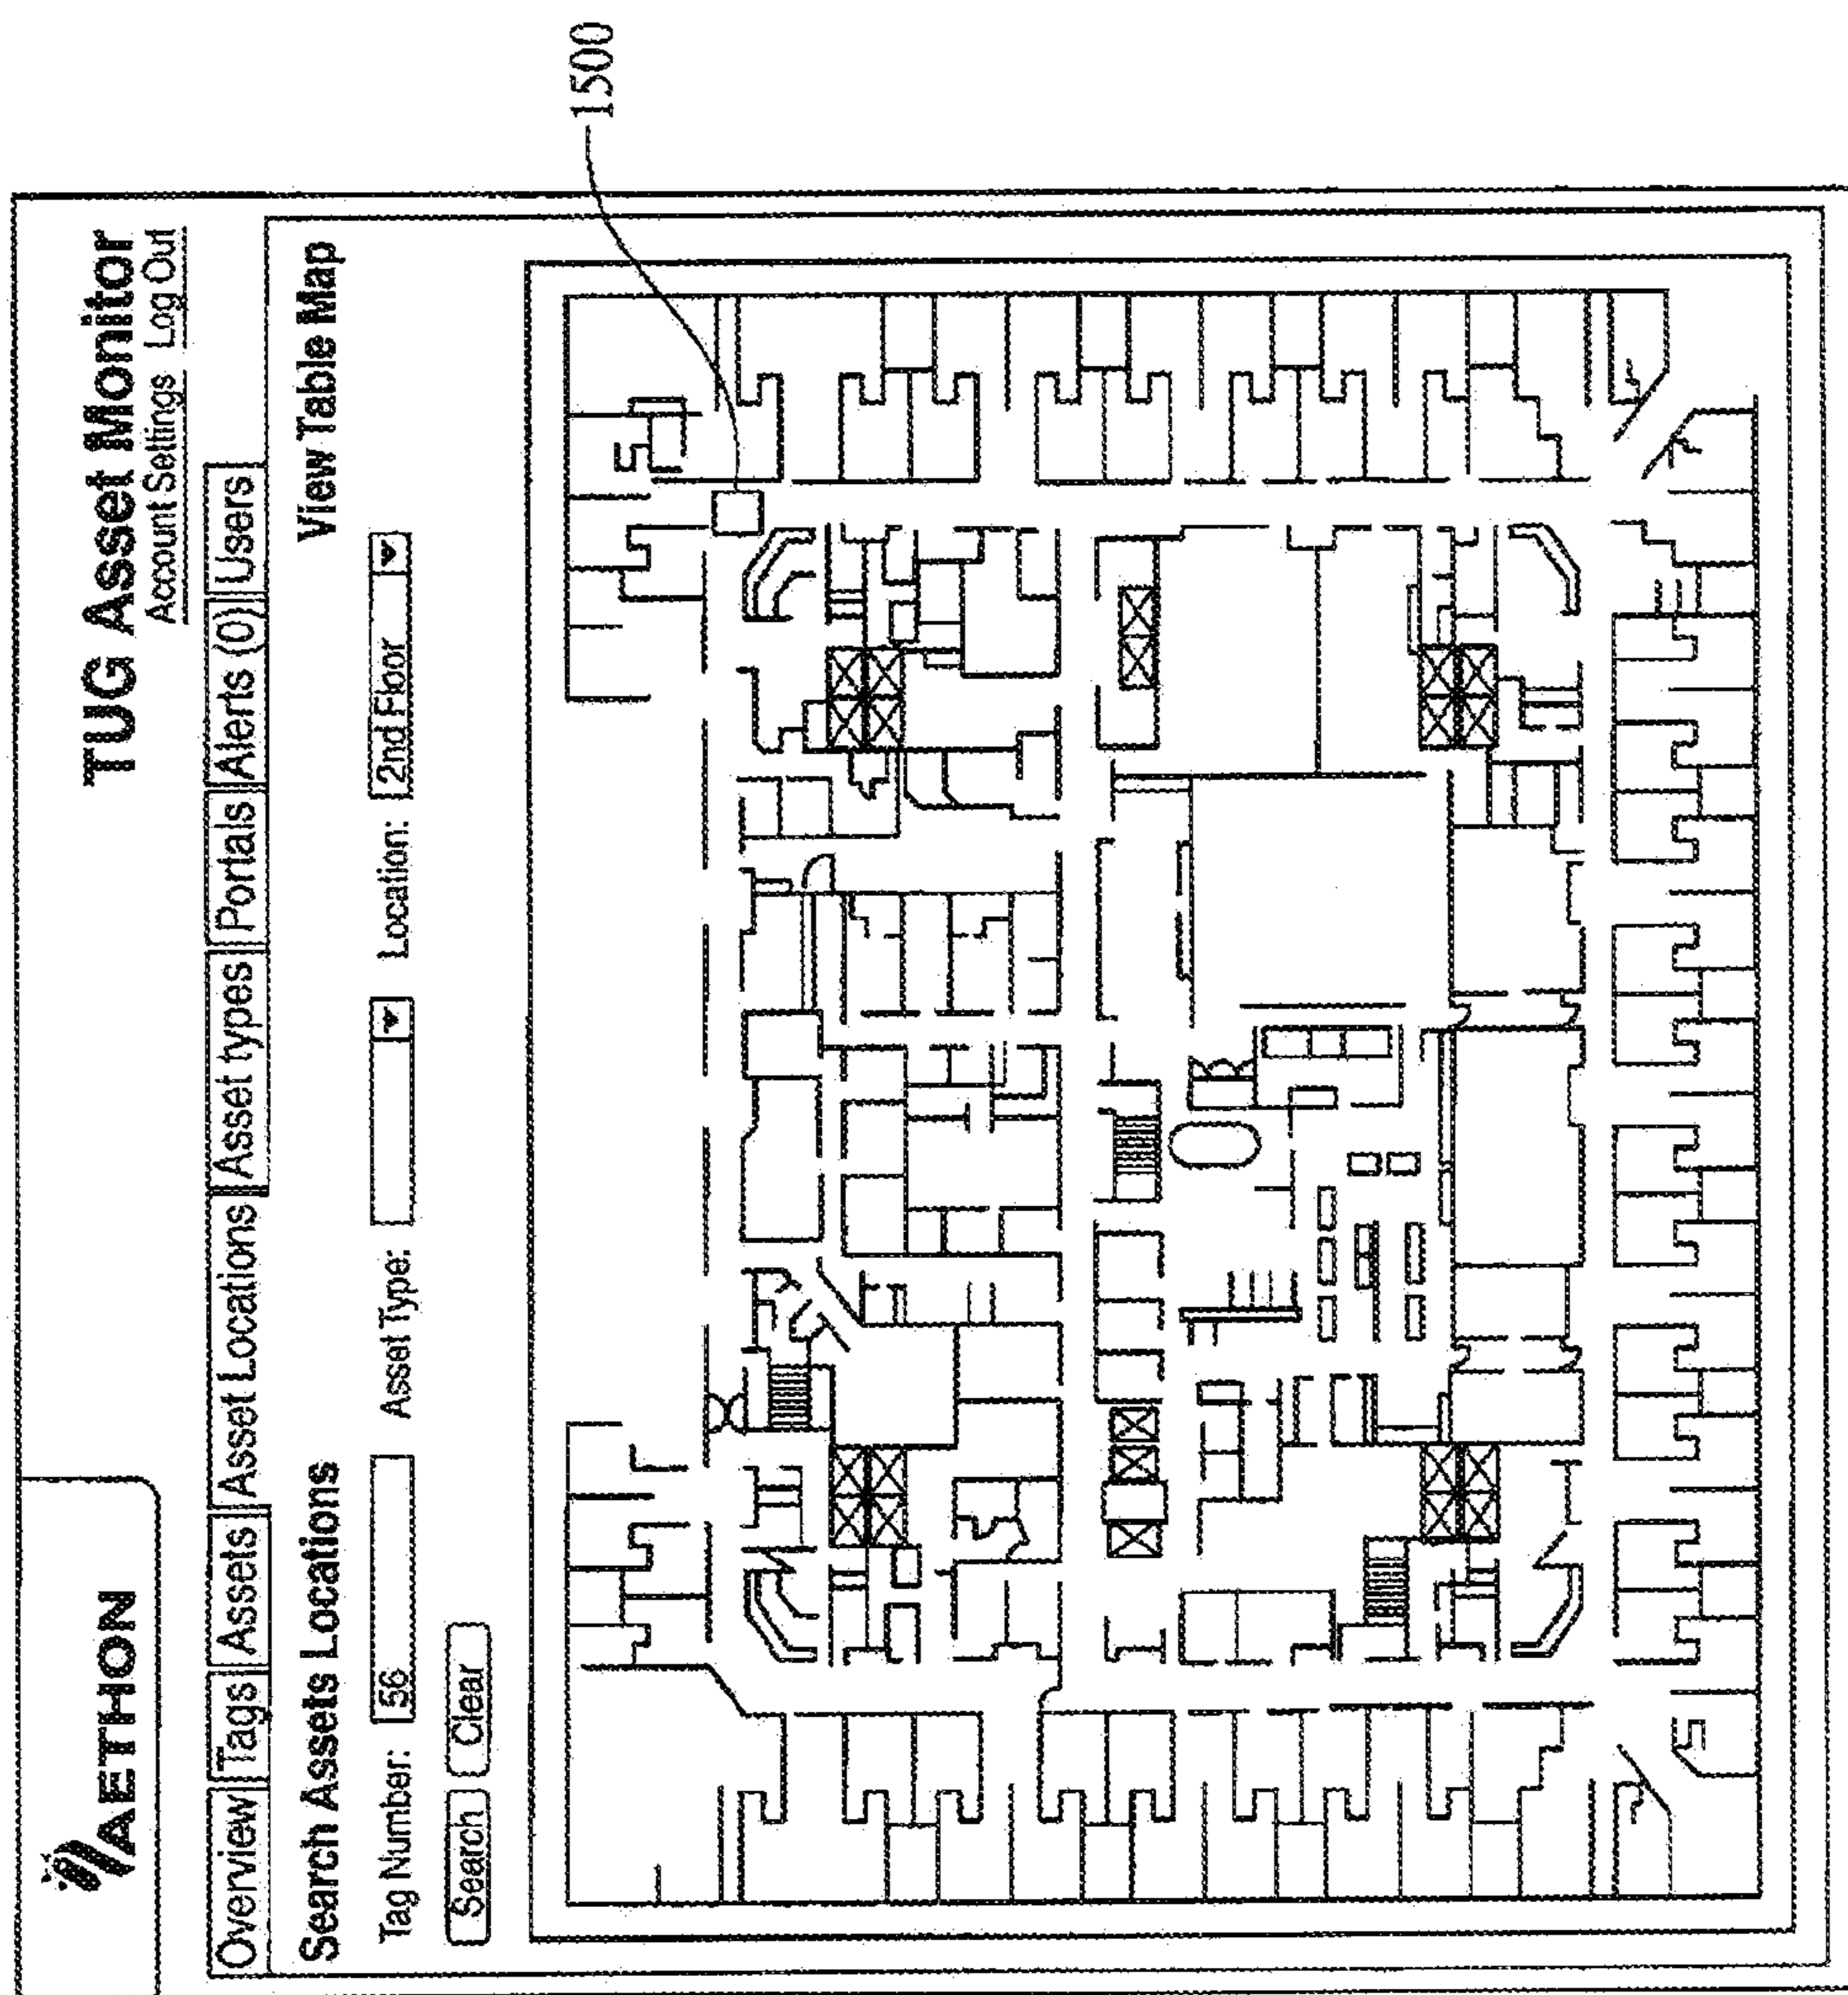 AETHON
TUG Asset Monitor
Account Settings Log Out
Overview Tags Assets Asset Locations Asset types Portals Alerts (0) Users
Search Assets Locations View Table Map
Tag Number: 56 Asset Type: Location: 2nd Floor
Search Clear
1500